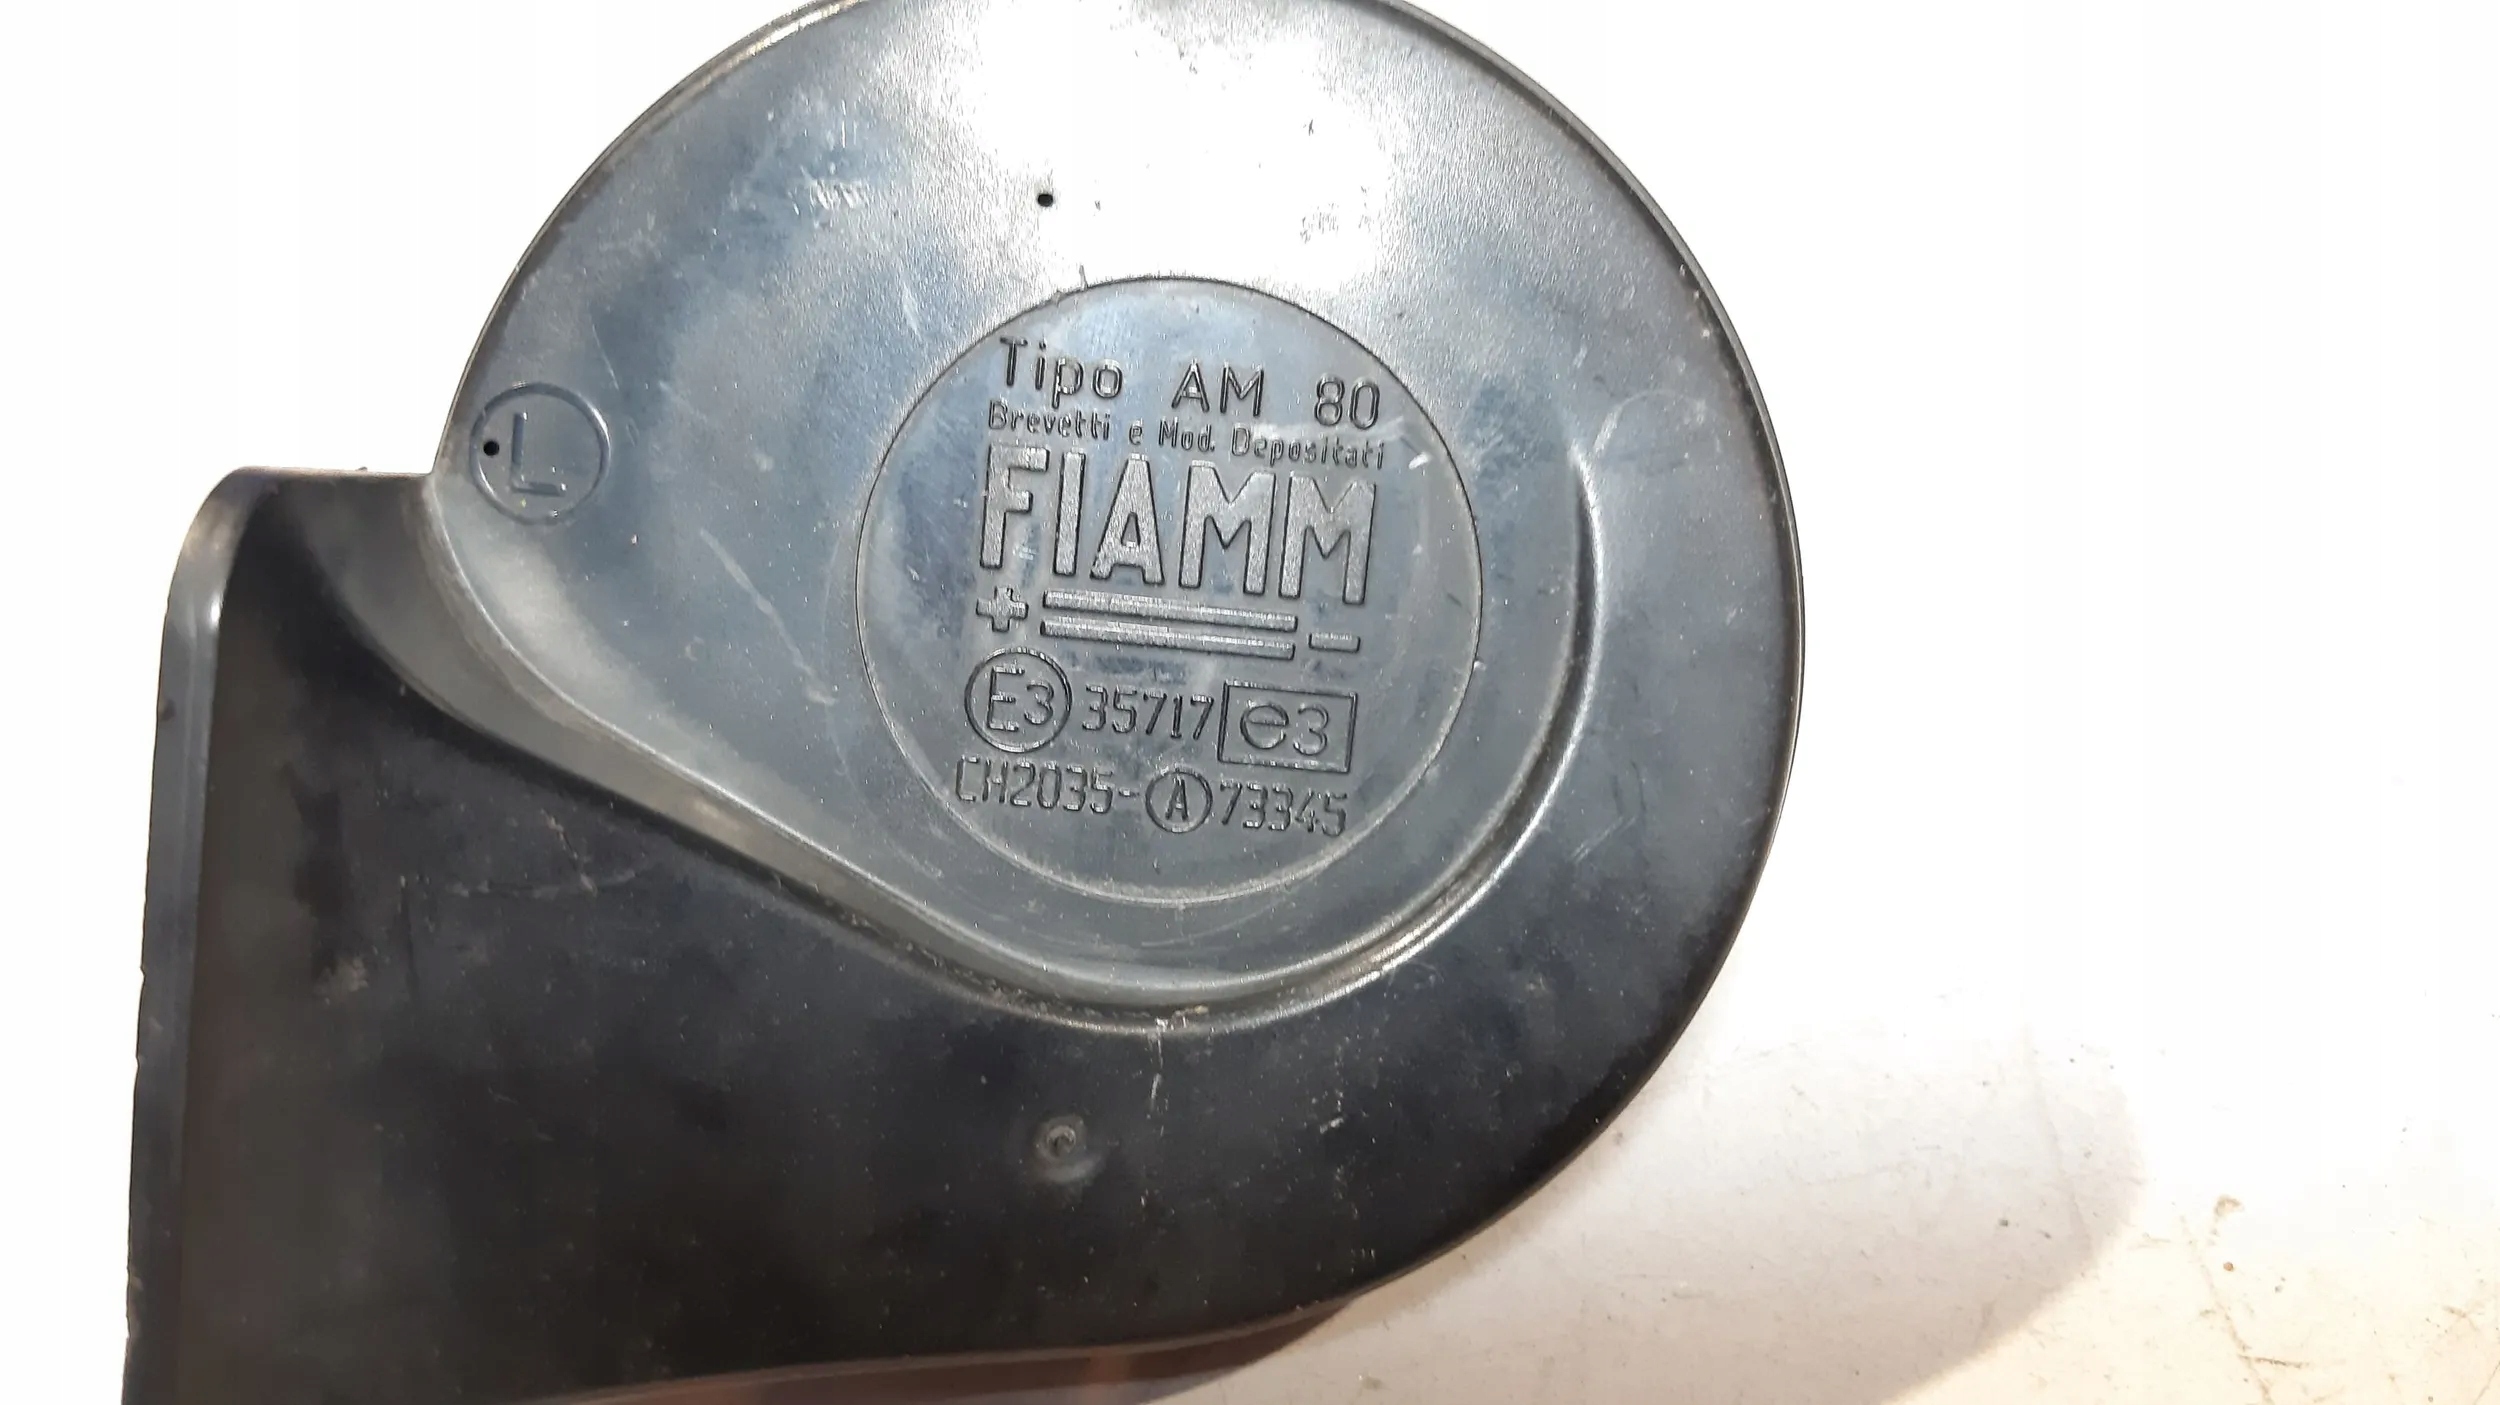 Tipo AM 80
Brevetti e Mod. Depositati
L
FIAMM
+ -
E3 35717 e3
CH2035-A 73345